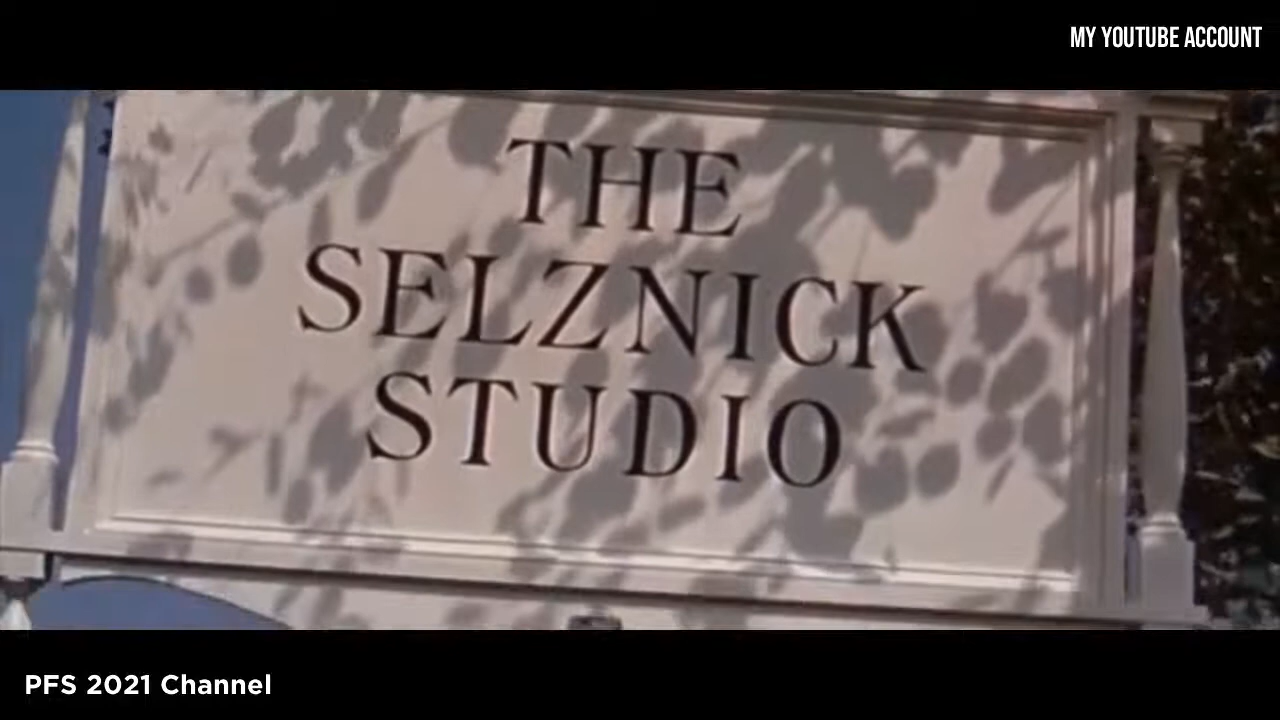 MY YOUTUBE ACCOUNT
THE
SELZNICK
STUDIO
PFS 2021 Channel